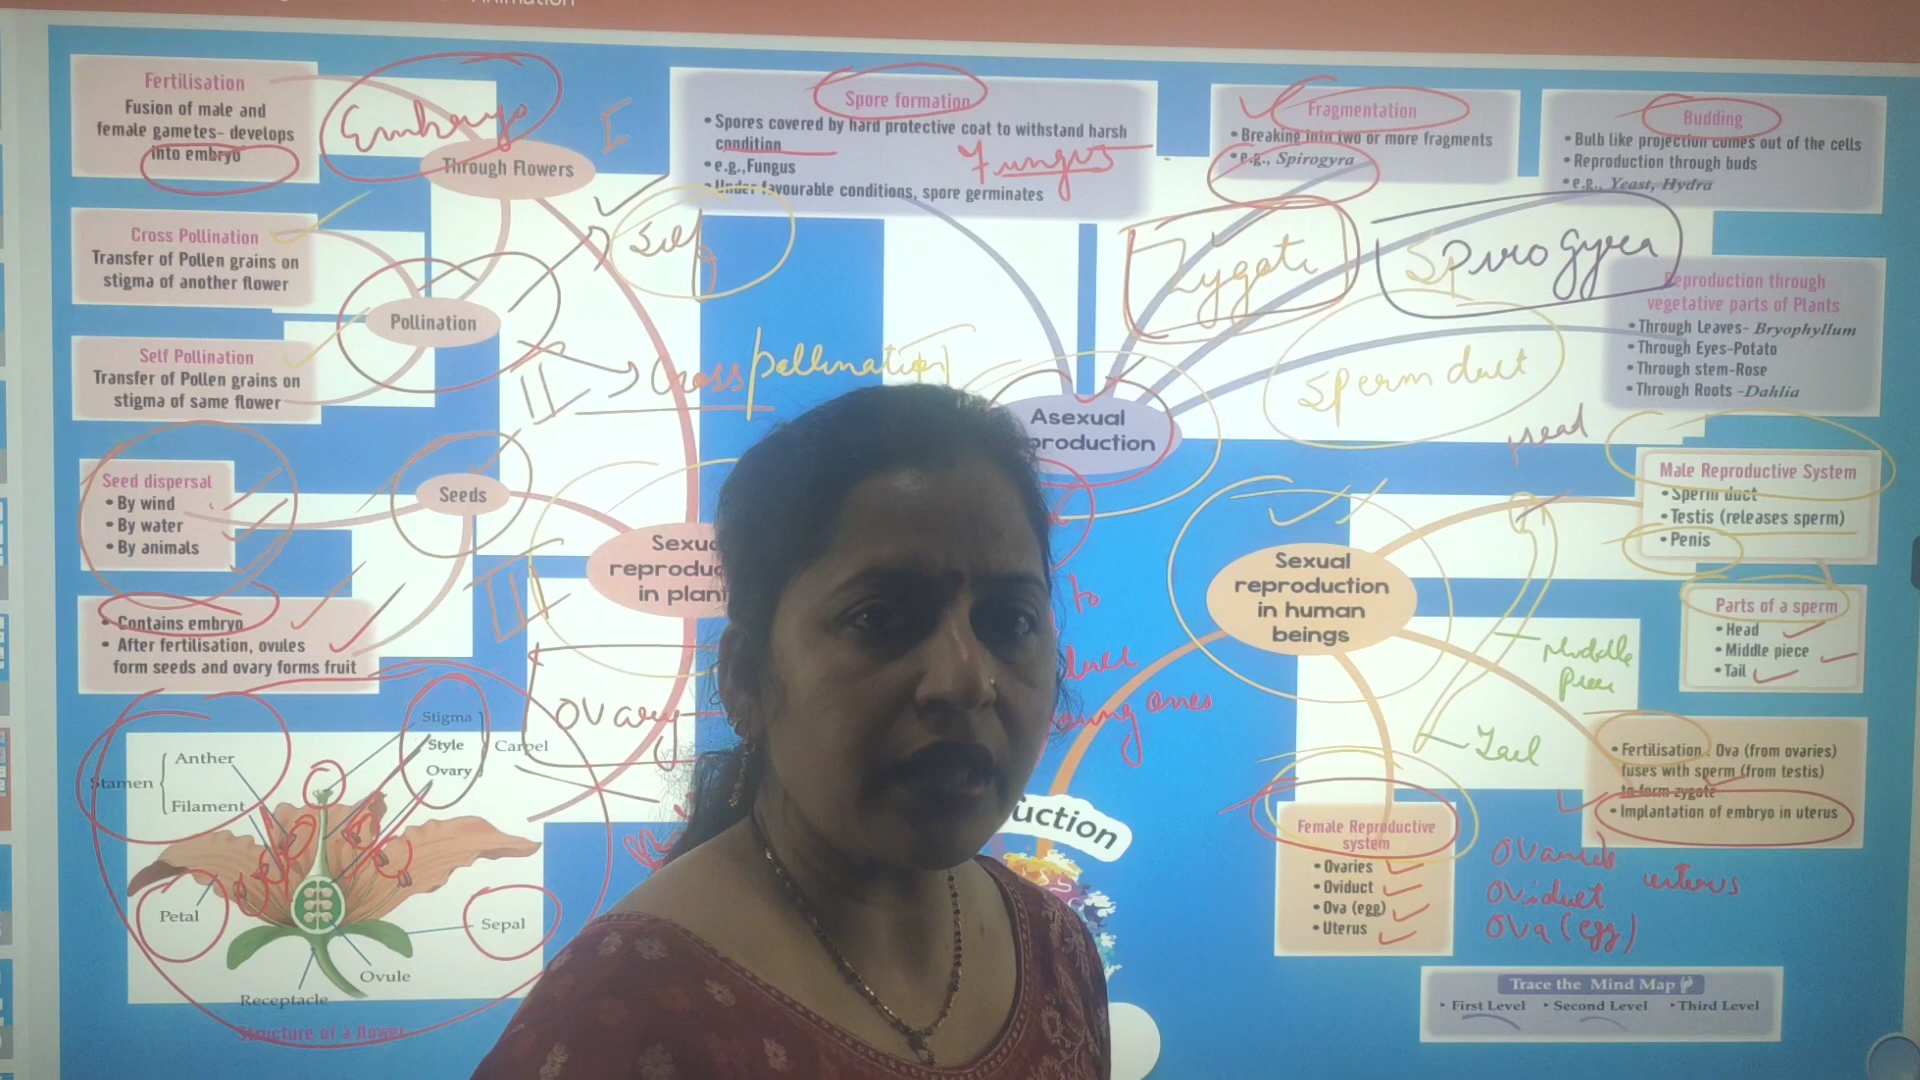 Animation
Fertilisation
Fusion of male and
female gametes- develops
into embryo
Embryo
I
Through Flowers
Cross Pollination
Transfer of Pollen grains on
stigma of another flower
Pollination
Self Pollination
Transfer of Pollen grains on
stigma of same flower
Self
II
Cross pollination
Seed dispersal
• By wind
• By water
• By animals
Seeds
III
• Contains embryo
• After fertilisation, ovules
form seeds and ovary forms fruit
Sexual
reproduc
in plant
Ovary
Stigma
Style
Ovary
Carpel
Anther
Stamen
Filament
Petal
Sepal
Ovule
Receptacle
Structure of a flower
Spore formation
• Spores covered by hard protective coat to withstand harsh
condition
• e.g.,Fungus
• Under favourable conditions, spore germinates
Fungus
Fragmentation
• Breaking into two or more fragments
• e.g., Spirogyra
Budding
• Bulb like projection comes out of the cells
• Reproduction through buds
• e.g., Yeast, Hydra
Zygote
Spirogyra
Reproduction through
vegetative parts of Plants
• Through Leaves- Bryophyllum
• Through Eyes-Potato
• Through stem-Rose
• Through Roots -Dahlia
Sperm duct
Asexual
production
head
Male Reproductive System
• Sperm duct
• Testis (releases sperm)
• Penis
Sexual
reproduction
in human
beings
to
young ones
Parts of a sperm
• Head
• Middle piece
• Tail
Middle
piece
Tail
• Fertilisation Ova (from ovaries)
fuses with sperm (from testis)
to form zygote
• Implantation of embryo in uterus
uction
Female Reproductive
system
• Ovaries
• Oviduct
• Ova (egg)
• Uterus
Ovaries
uterus
Oviduct
Ova (egg)
Trace the Mind Map
First Level
Second Level
Third Level